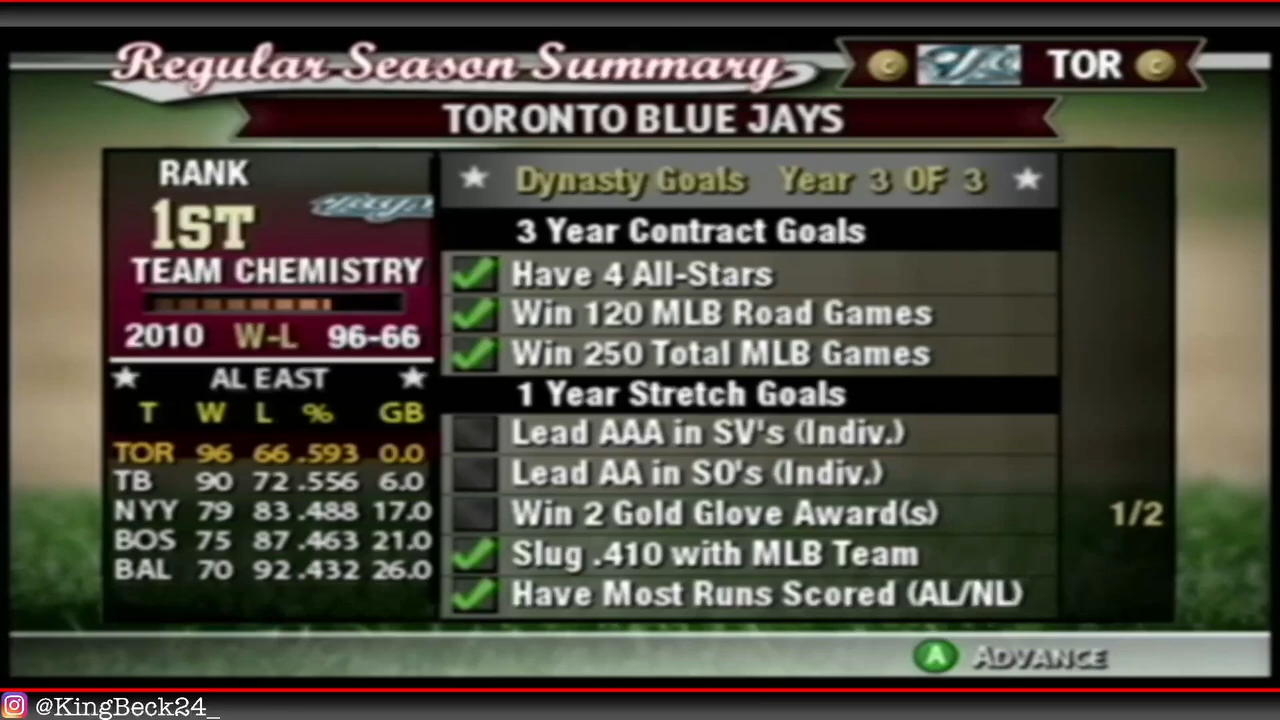 Regular Season Summary
C TOR C
TORONTO BLUE JAYS
RANK
1ST
Jays
TEAM CHEMISTRY
2010 W-L 96-66
AL EAST
T W L % GB
TOR 96 66 .593 0.0
TB 90 72 .556 6.0
NYY 79 83 .488 17.0
BOS 75 87 .463 21.0
BAL 70 92 .432 26.0
Dynasty Goals Year 3 OF 3
3 Year Contract Goals
Have 4 All-Stars
Win 120 MLB Road Games
Win 250 Total MLB Games
1 Year Stretch Goals
Lead AAA in SV's (Indiv.)
Lead AA in SO's (Indiv.)
Win 2 Gold Glove Award(s)
Slug .410 with MLB Team
Have Most Runs Scored (AL/NL)
1/2
A ADVANCE
@KingBeck24_